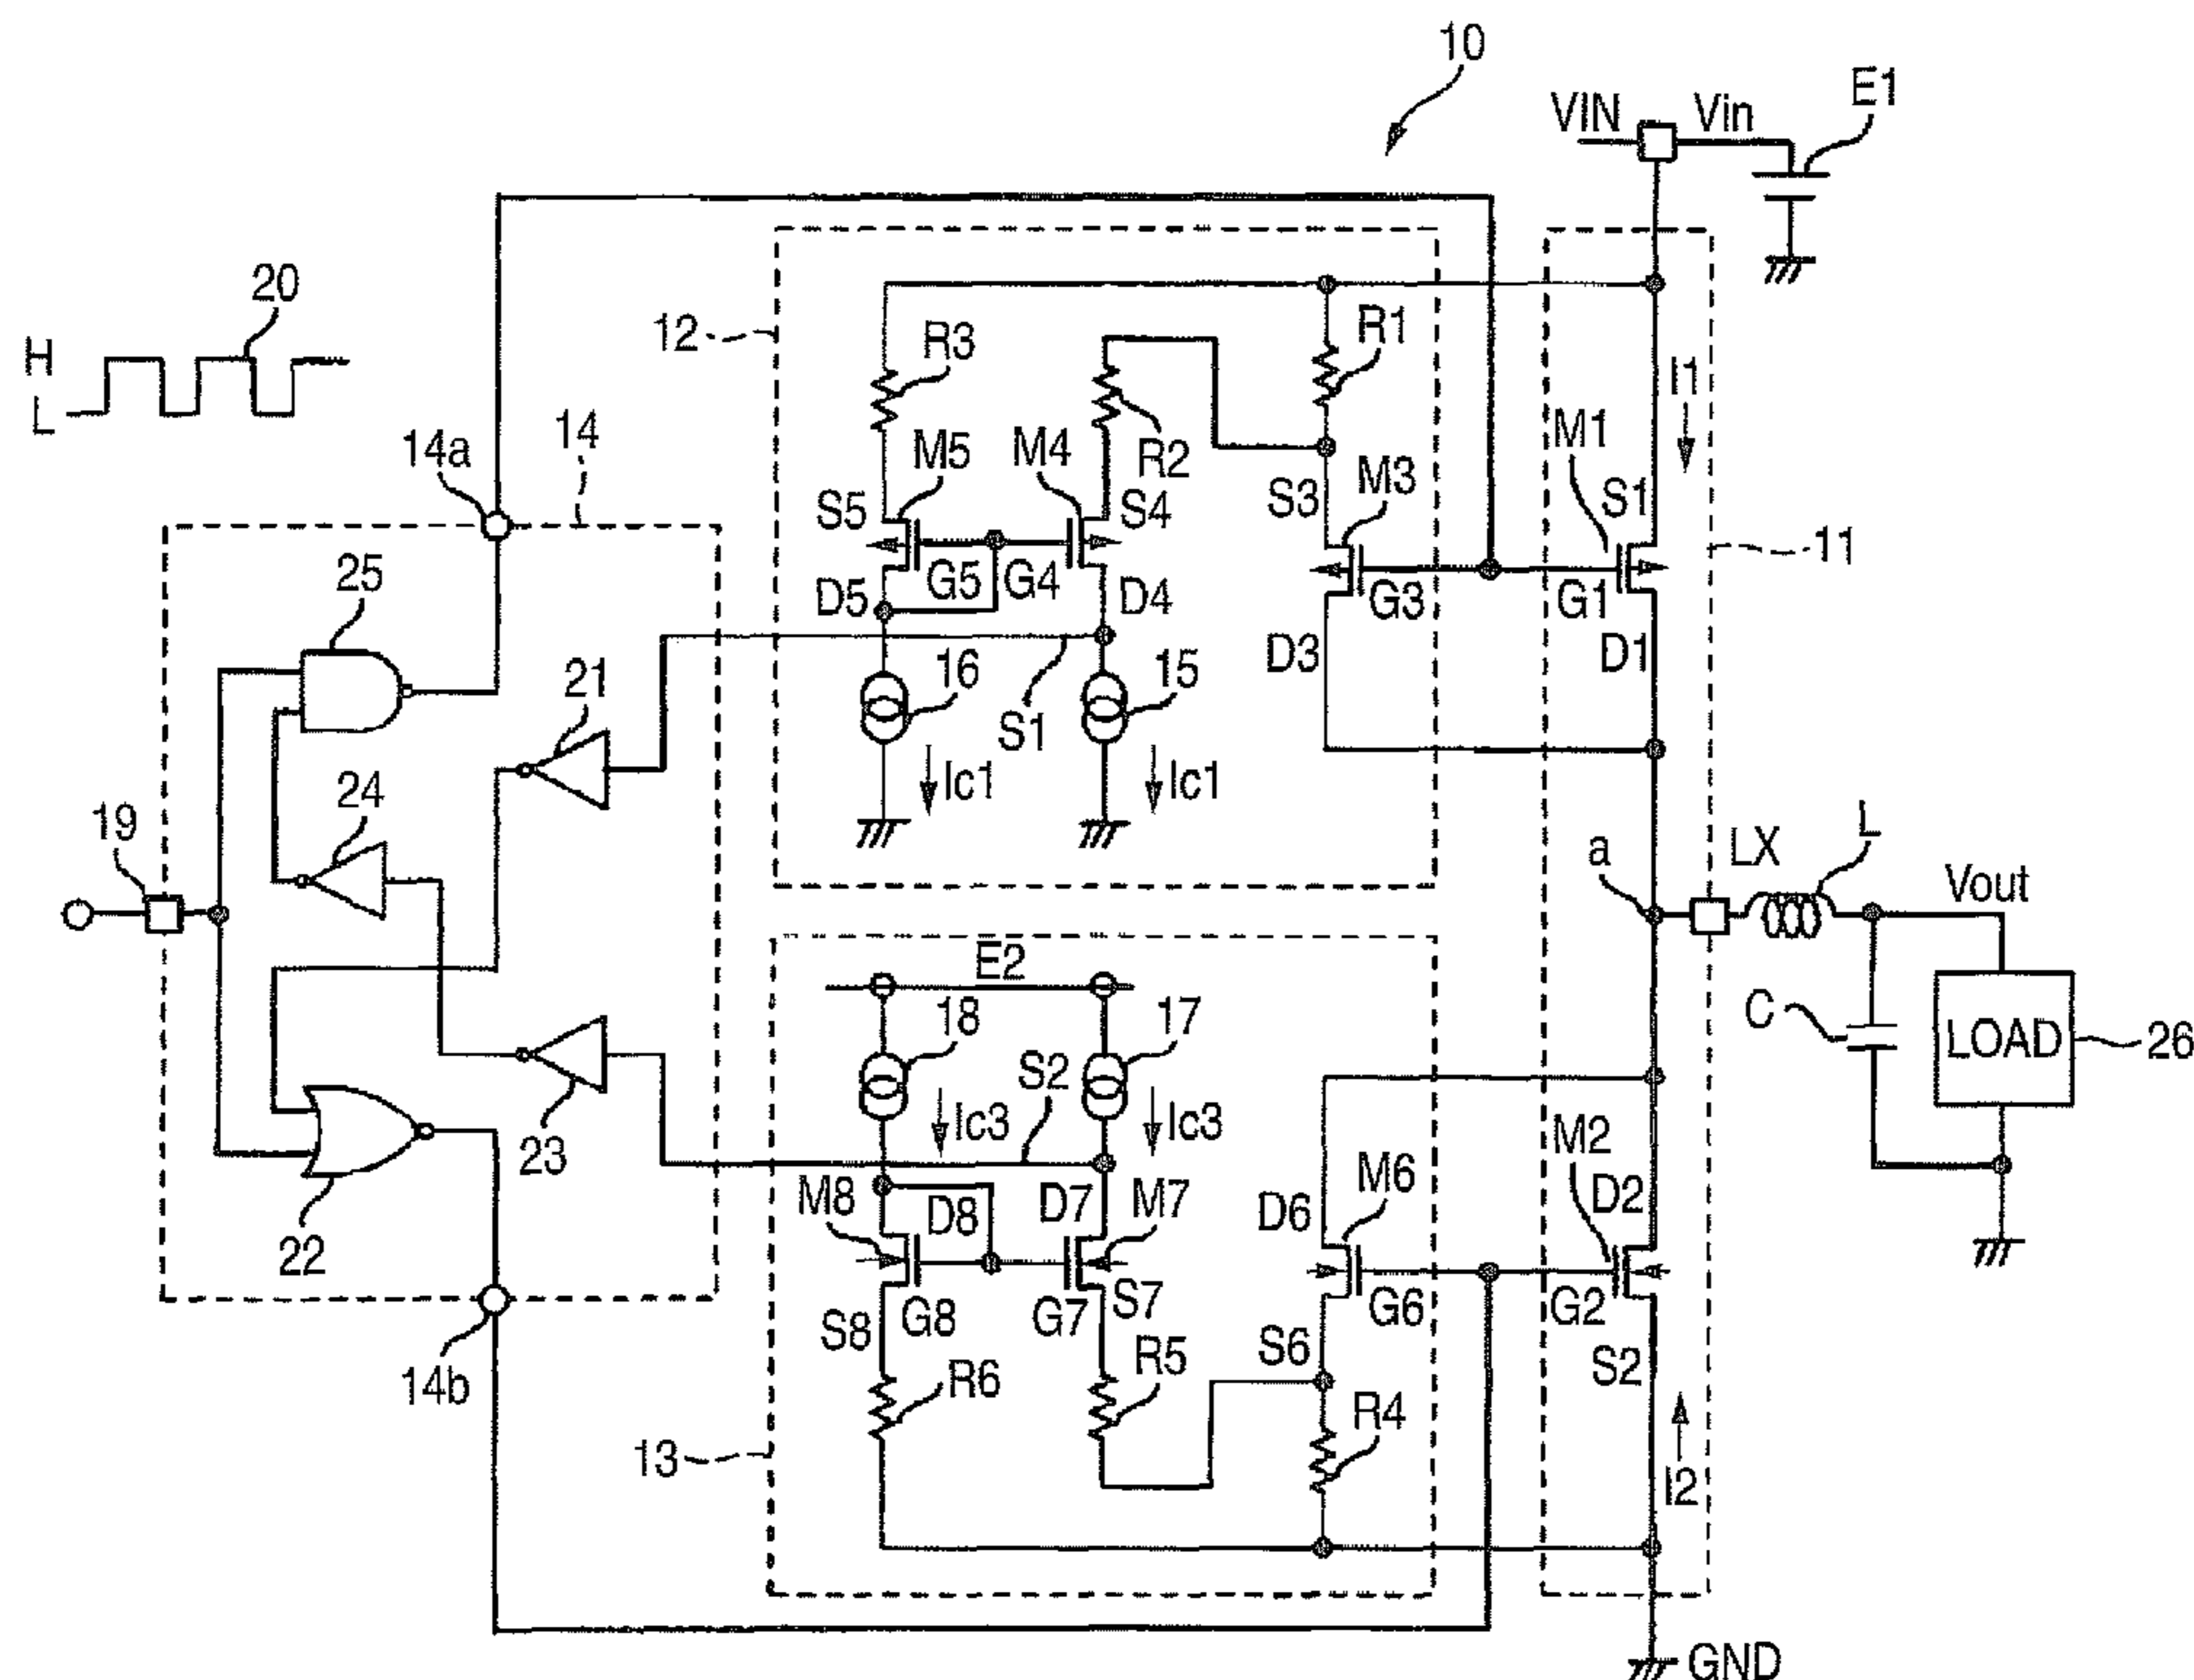 10
VIN Vin E1
20
H
L
12
R3
R1
I1
14a
14
M5
M4
R2
M3
M1
S5
S4
S3
S1
11
25
D5
G5
G4
D4
G3
G1
21
16
15
D3
D1
S1
24
Ic1
Ic1
19
a
LX
L
Vout
E2
18
17
C
LOAD
26
S2
Ic3
Ic3
23
M8
D8
D7
M7
M6
M2
D6
D2
22
S8
G8
G7
S7
G6
G2
S6
S2
14b
R6
R5
R4
13
I2
GND